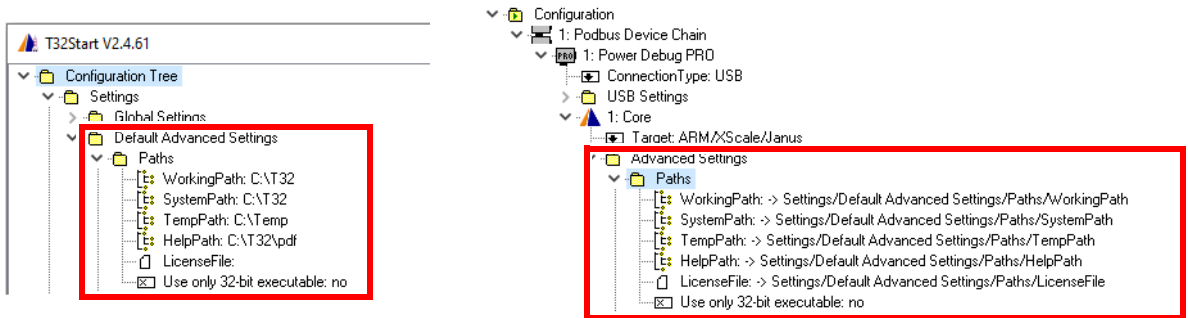 T32Start V2.4.61
Configuration Tree
Settings
Global Settings
Default Advanced Settings
Paths
WorkingPath: C:\T32
SystemPath: C:\T32
TempPath: C:\Temp
HelpPath: C:\T32\pdf
LicenseFile:
Use only 32-bit executable: no
Configuration
1: Podbus Device Chain
PRO 1: Power Debug PRO
ConnectionType: USB
USB Settings
1: Core
Target: ARM/XScale/Janus
Advanced Settings
Paths
WorkingPath: -> Settings/Default Advanced Settings/Paths/WorkingPath
SystemPath: -> Settings/Default Advanced Settings/Paths/SystemPath
TempPath: -> Settings/Default Advanced Settings/Paths/TempPath
HelpPath: -> Settings/Default Advanced Settings/Paths/HelpPath
LicenseFile: -> Settings/Default Advanced Settings/Paths/LicenseFile
Use only 32-bit executable: no